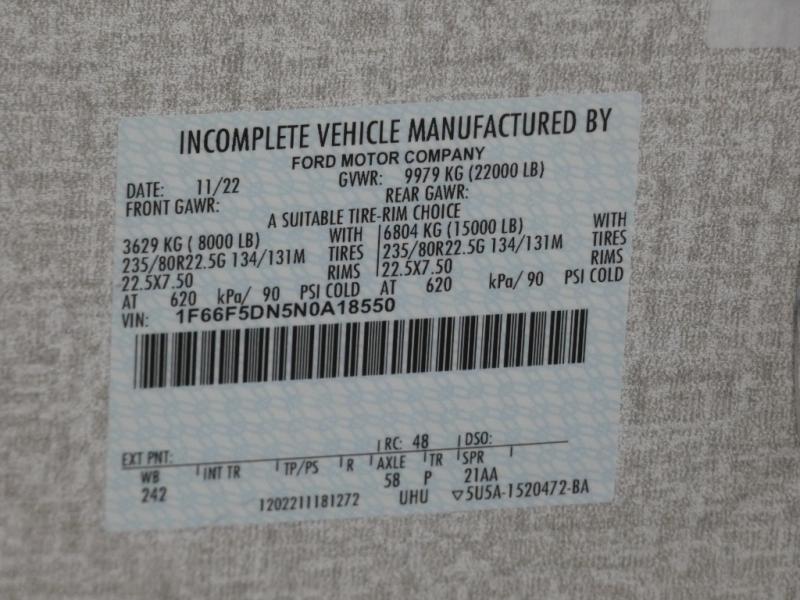 INCOMPLETE VEHICLE MANUFACTURED BY
FORD MOTOR COMPANY
DATE: 11/22 GVWR: 9979 KG (22000 LB)
FRONT GAWR: REAR GAWR:
A SUITABLE TIRE-RIM CHOICE
3629 KG ( 8000 LB) WITH 6804 KG (15000 LB) WITH
235/80R22.5G 134/131M TIRES 235/80R22.5G 134/131M TIRES
22.5X7.50 RIMS 22.5X7.50 RIMS
AT 620 kPa/ 90 PSI COLD AT 620 kPa/ 90 PSI COLD
VIN: 1F66F5DN5N0A18550
EXT PNT: RC: 48 DSO:
WB INT TR TP/PS R AXLE TR SPR
242 58 P 21AA
1202211181272 UHU ▽5U5A-1520472-BA